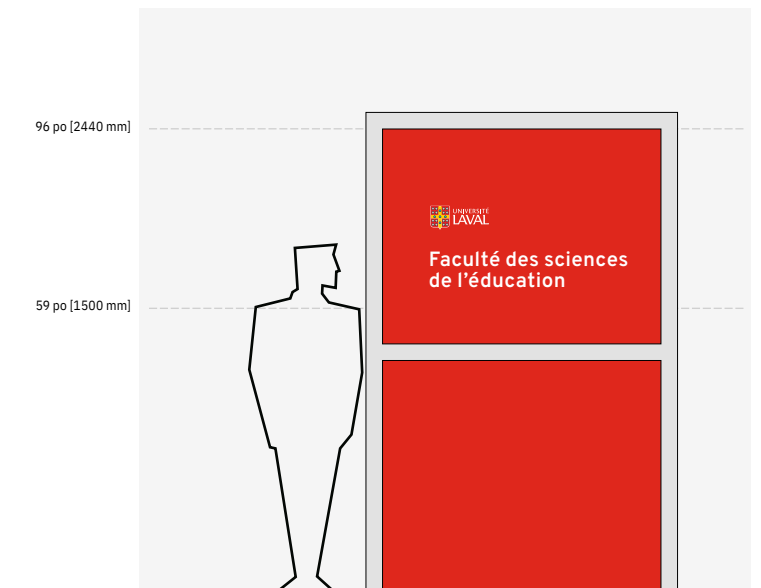 96 po [2440 mm]
UNIVERSITÉ
LAVAL
Faculté des sciences
de l’éducation
59 po [1500 mm]